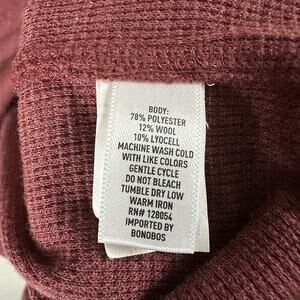 BODY:
78% POLYESTER
12% WOOL
10% LYOCELL
MACHINE WASH COLD
WITH LIKE COLORS
GENTLE CYCLE
DO NOT BLEACH
TUMBLE DRY LOW
WARM IRON
RN# 128054
IMPORTED BY
BONOBOS